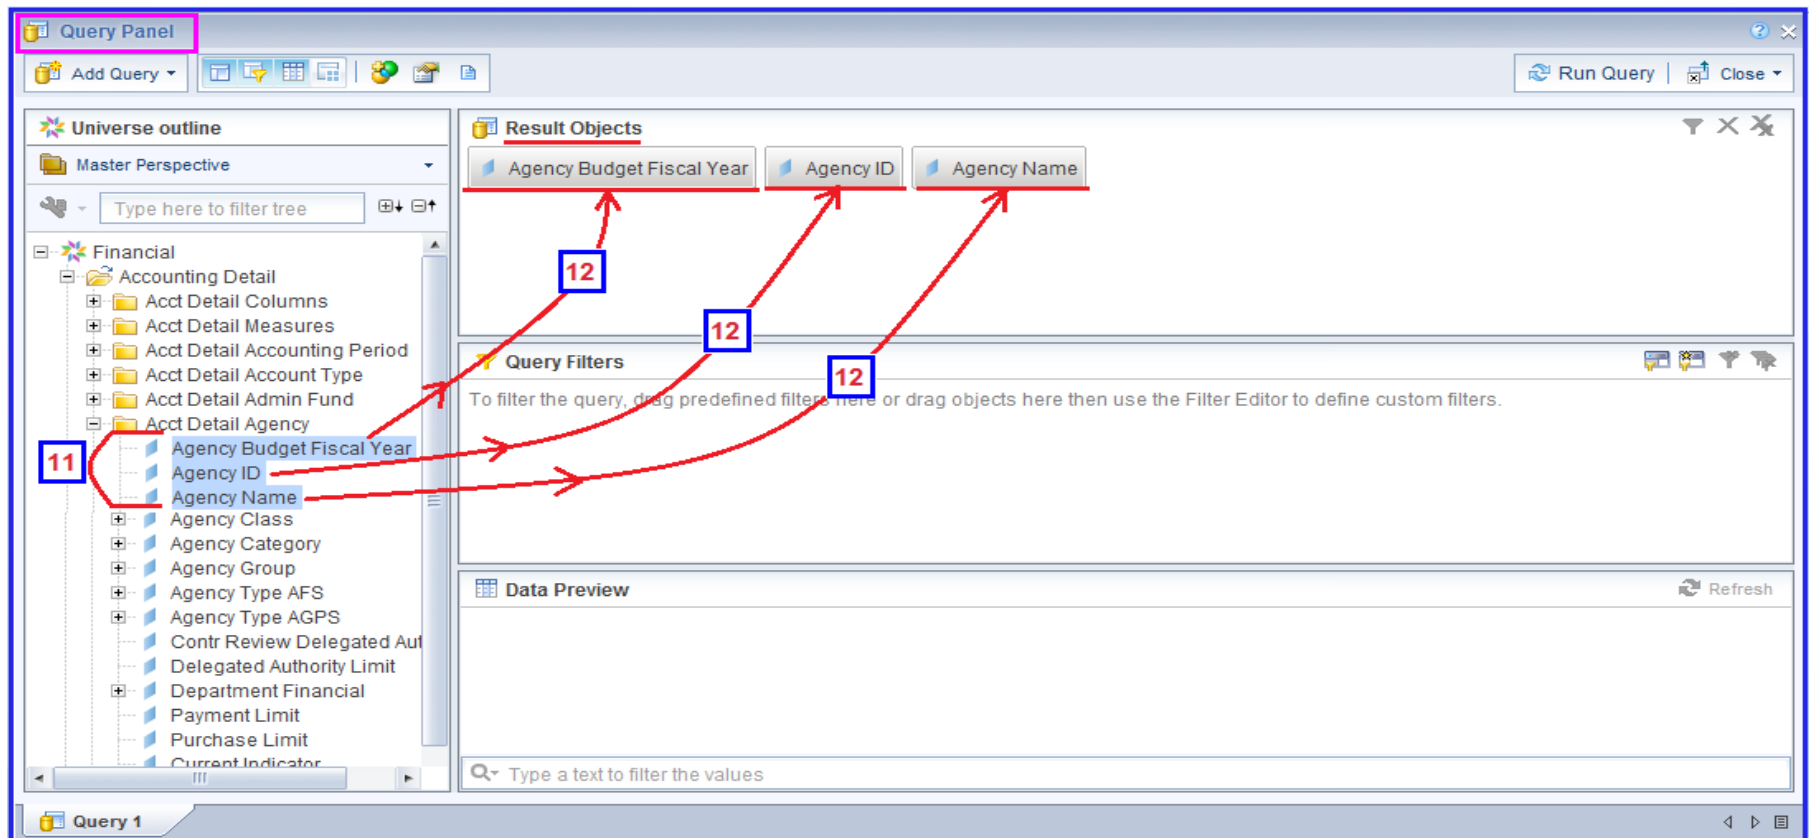 Query Panel
Add Query
Run Query
Close
Universe outline
Master Perspective
Type here to filter tree
Financial
Accounting Detail
Acct Detail Columns
Acct Detail Measures
Acct Detail Accounting Period
Acct Detail Account Type
Acct Detail Admin Fund
Acct Detail Agency
11
Agency Budget Fiscal Year
Agency ID
Agency Name
Agency Class
Agency Category
Agency Group
Agency Type AFS
Agency Type AGPS
Contr Review Delegated Aut
Delegated Authority Limit
Department Financial
Payment Limit
Purchase Limit
Current Indicator
Result Objects
Agency Budget Fiscal Year
Agency ID
Agency Name
12
12
12
Query Filters
To filter the query, drag predefined filters here or drag objects here then use the Filter Editor to define custom filters.
Data Preview
Refresh
Type a text to filter the values
Query 1